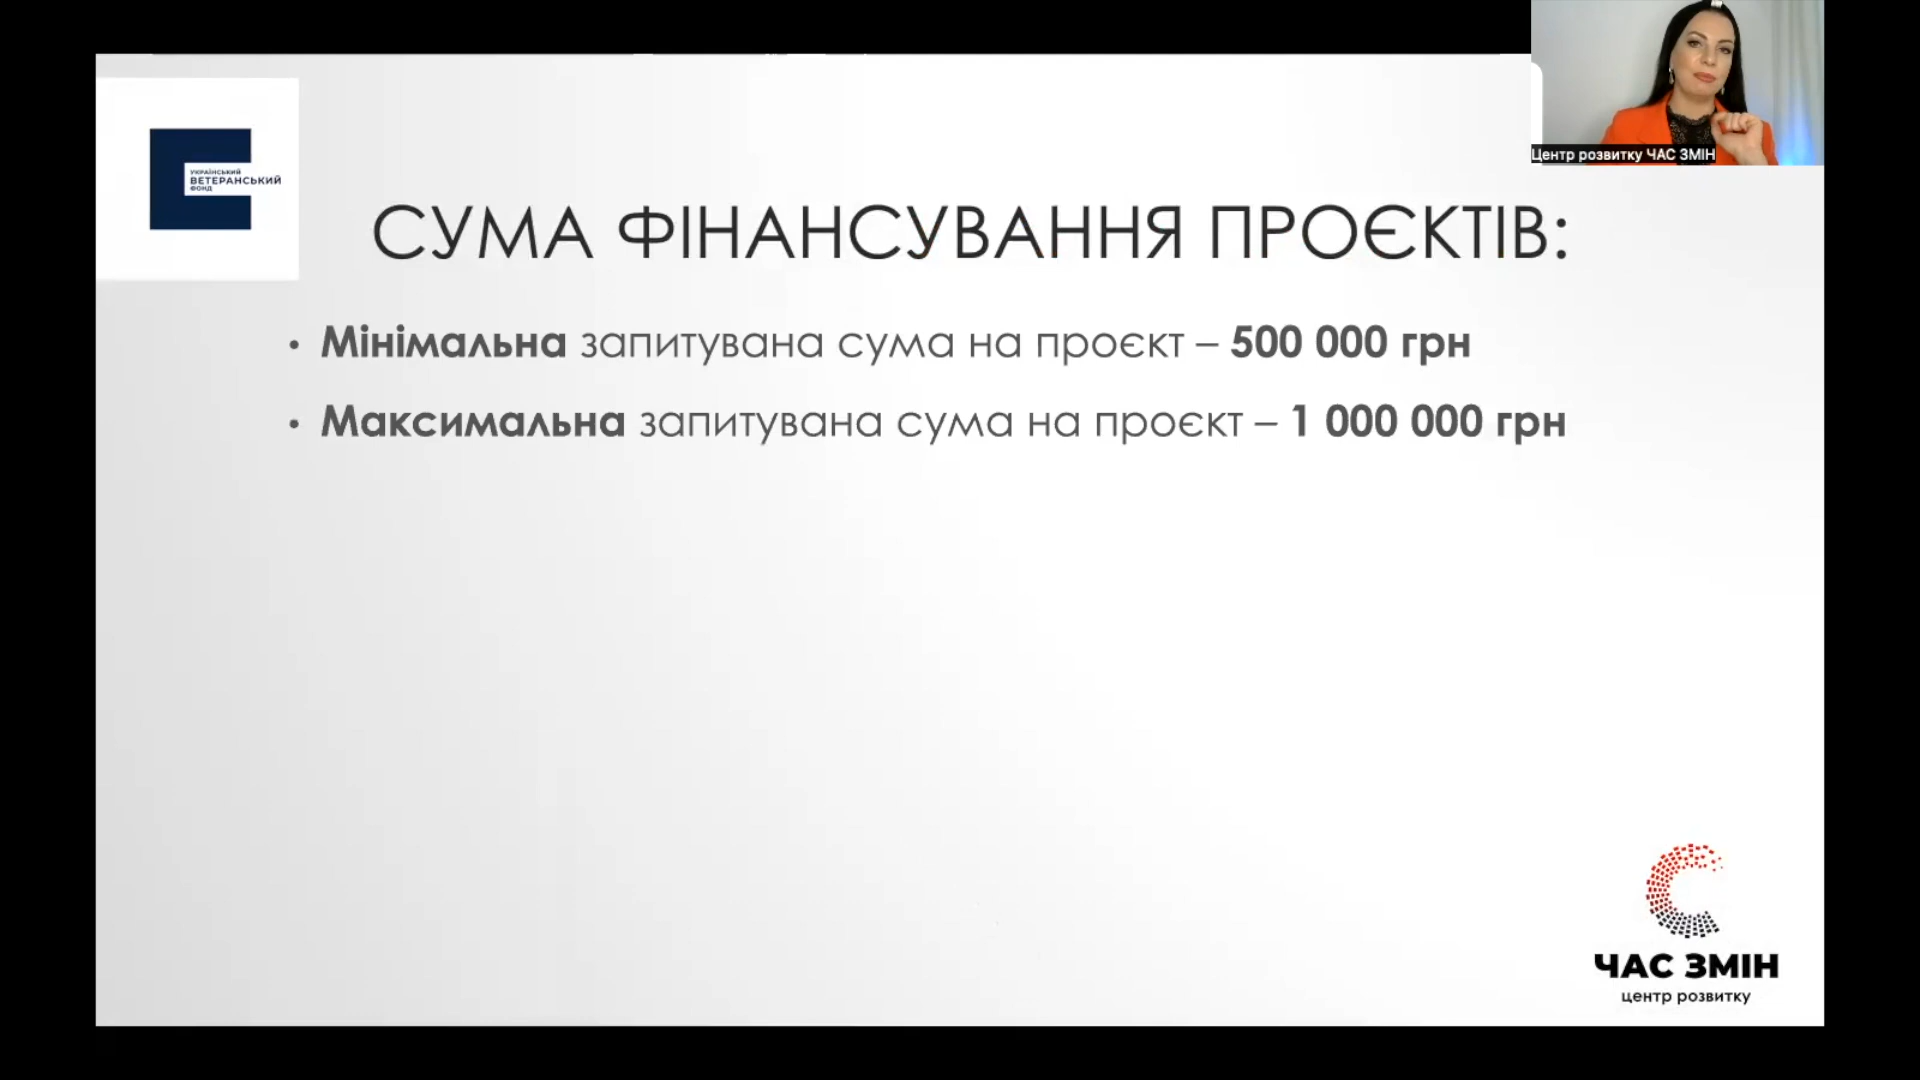 Центр розвитку ЧАС ЗМІН
УКРАЇНСЬКИЙ
ВЕТЕРАНСЬКИЙ
ФОНД
СУМА ФІНАНСУВАННЯ ПРОЄКТІВ:
• Мінімальна запитувана сума на проєкт – 500 000 грн
• Максимальна запитувана сума на проєкт – 1 000 000 грн
ЧАС ЗМІН
центр розвитку